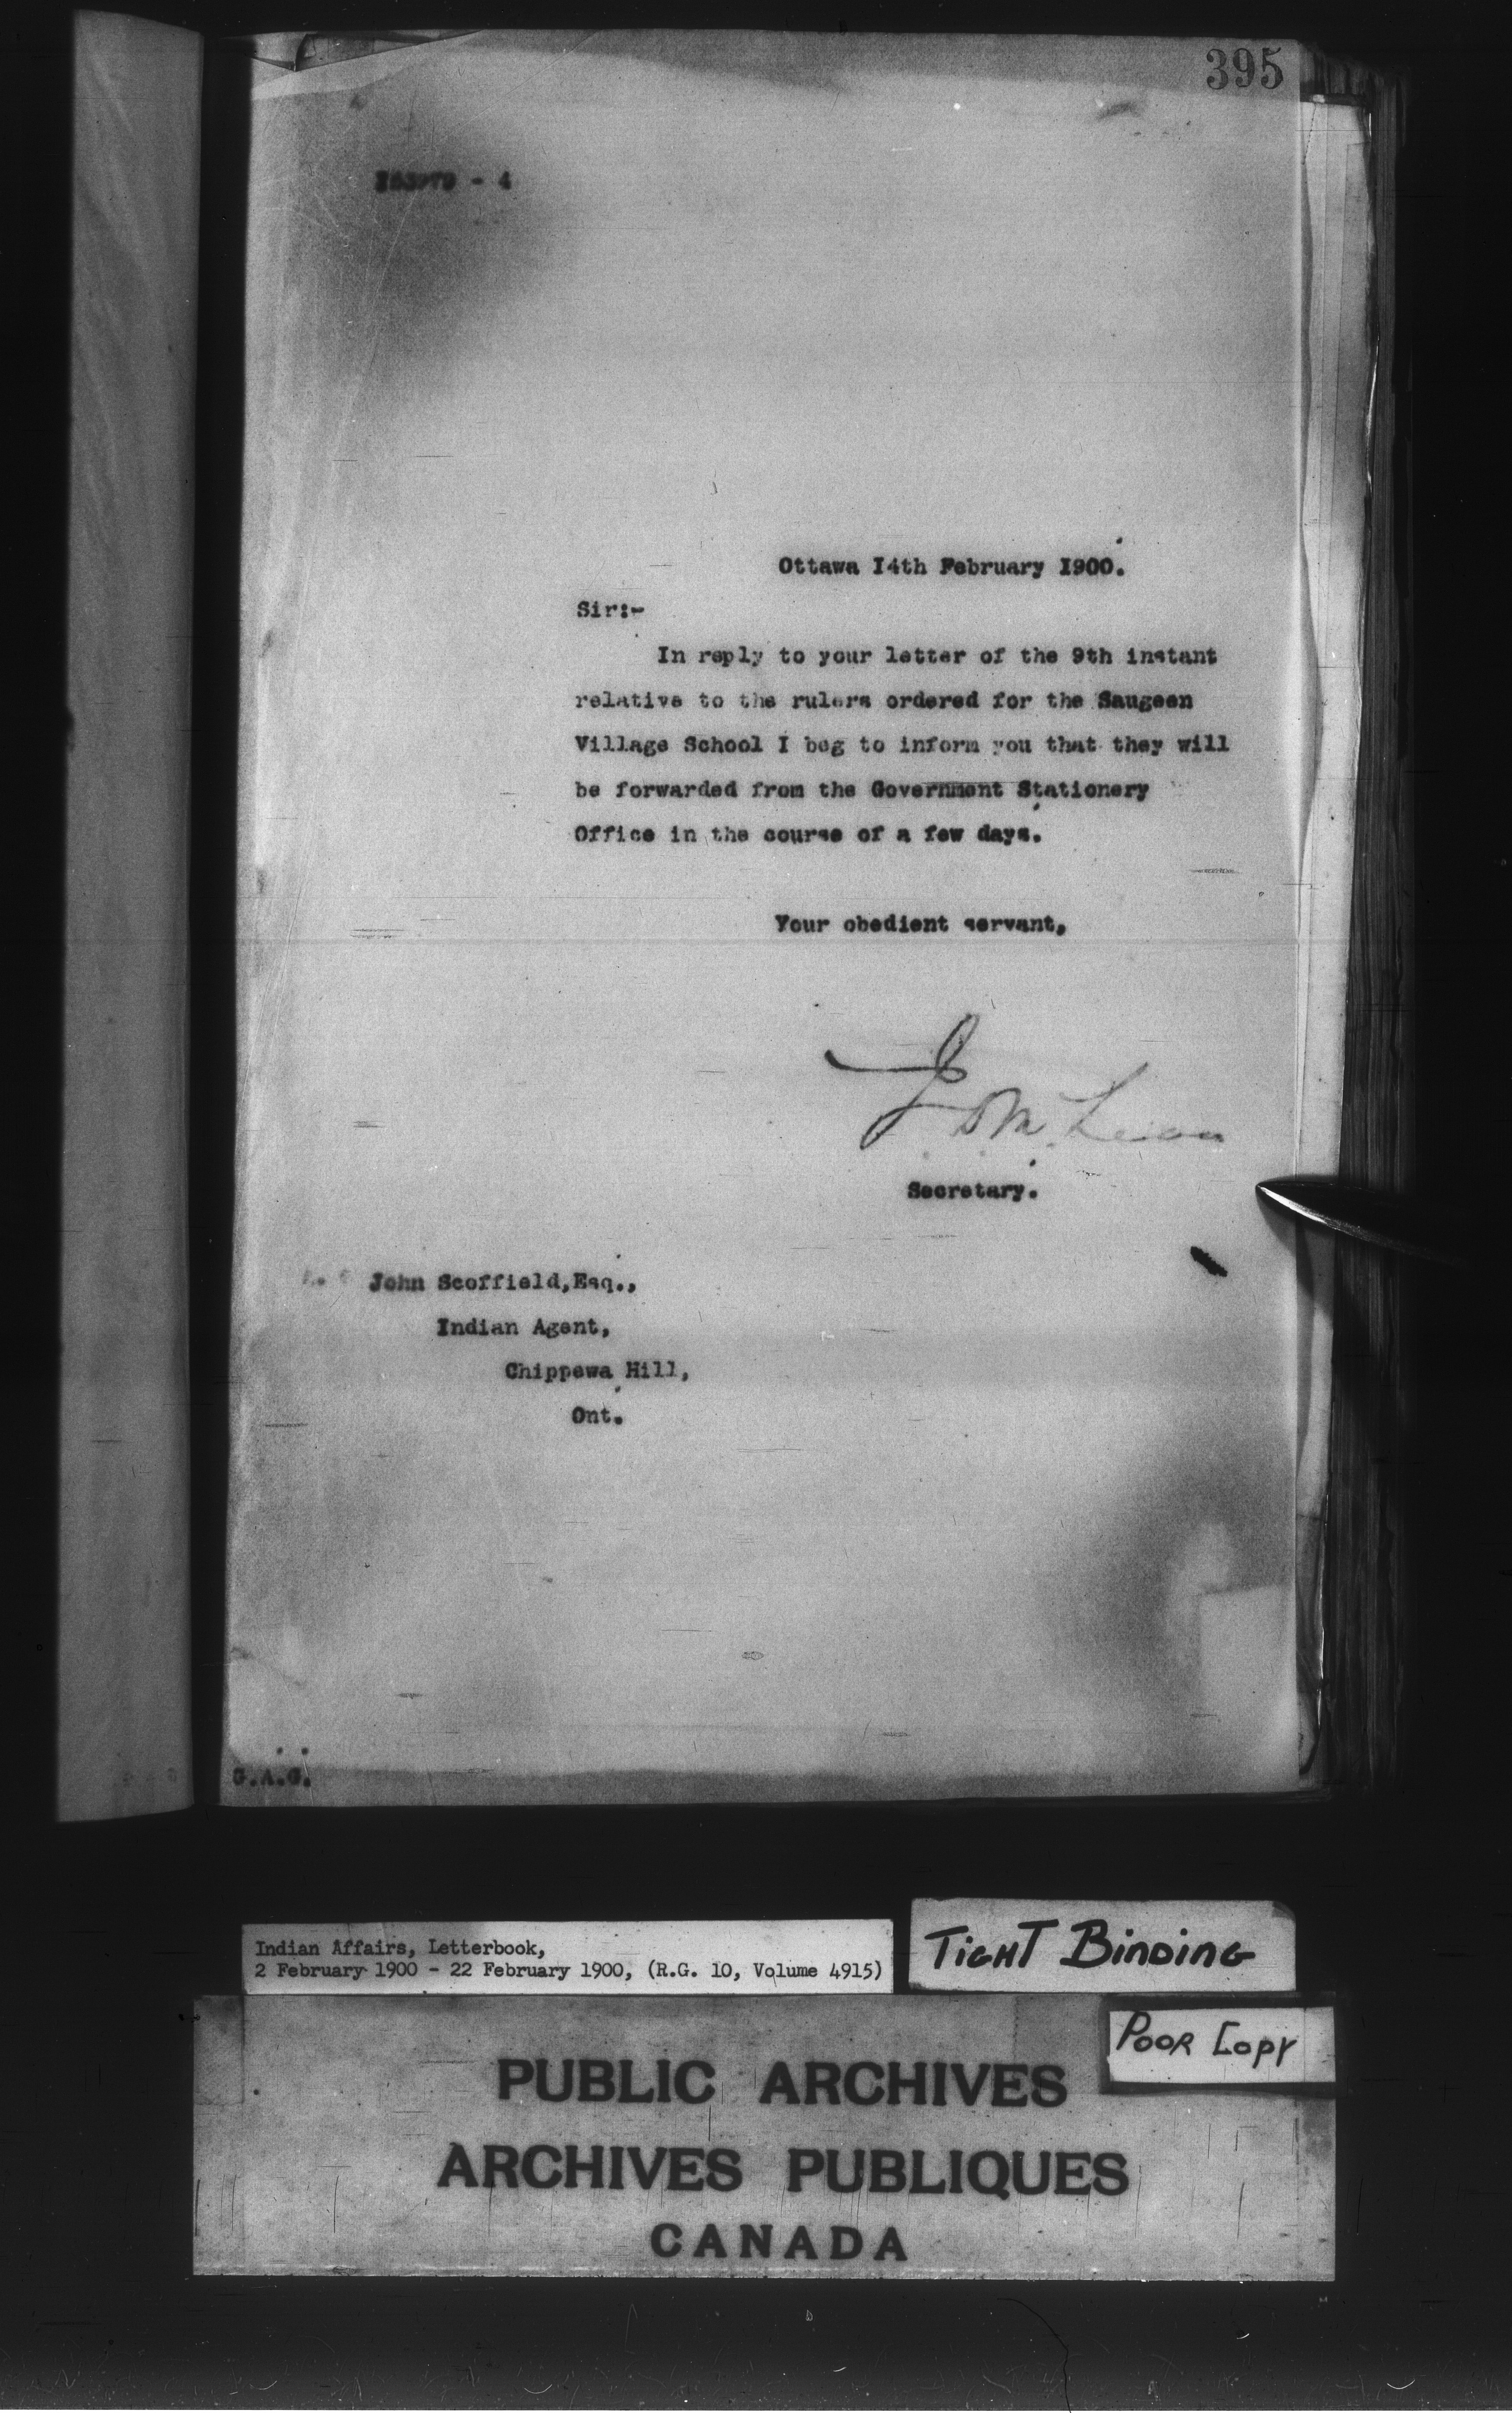 395
- 4
Ottawa I4th February I900.
Sir:-
In reply to your letter of the 9th instant
relative to the rulers ordered for the Saugeen
Village School I beg to inform you that they will
be forwarded from the Government Stationery
Office in the course of a few days.
Your obedient servant,
J D McLean
Secretary.
John Scoffield,Esq.,
Indian Agent,
Chippewa Hill,
Ont.
G.A.G.
Indian Affairs, Letterbook,
2 February 1900 - 22 February 1900, (R.G. 10, Volume 4915)
TIGHT BINDING
POOR COPY
PUBLIC ARCHIVES
ARCHIVES PUBLIQUES
CANADA